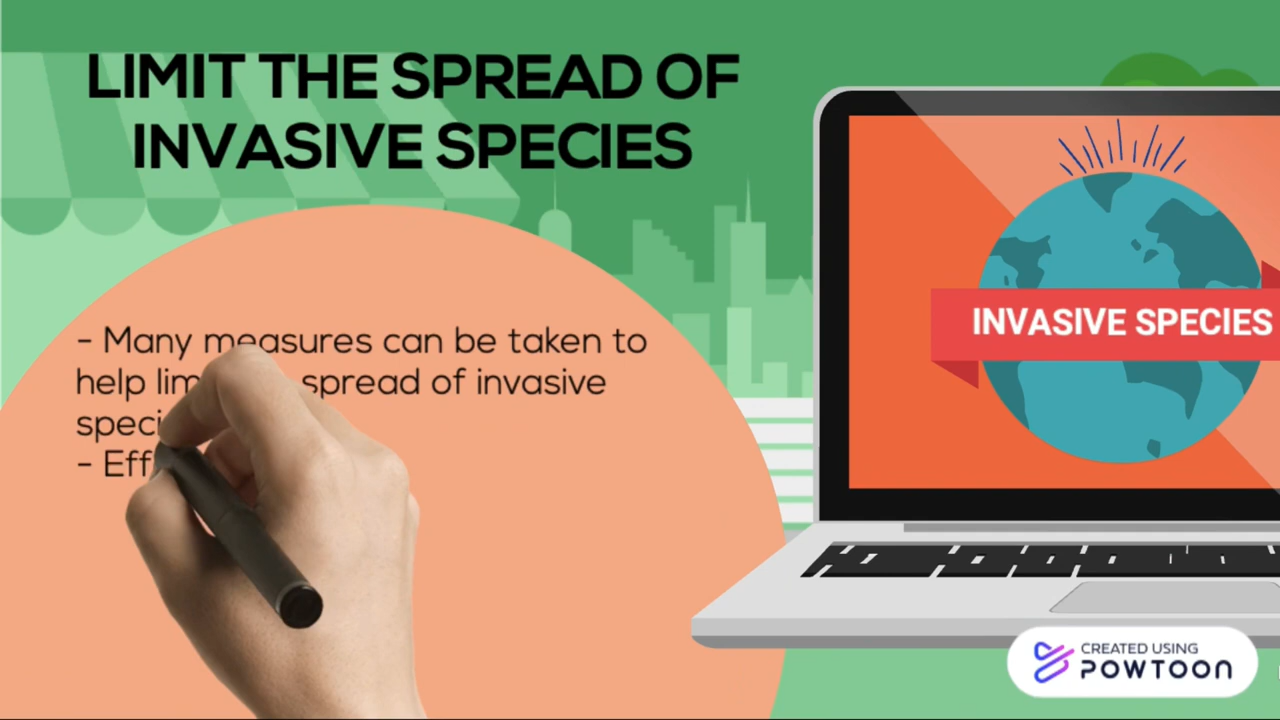 LIMIT THE SPREAD OF
INVASIVE SPECIES
- Many measures can be taken to
help spread of invasive
- 
INVASIVE SPECIES
CREATED USING
POWTOON